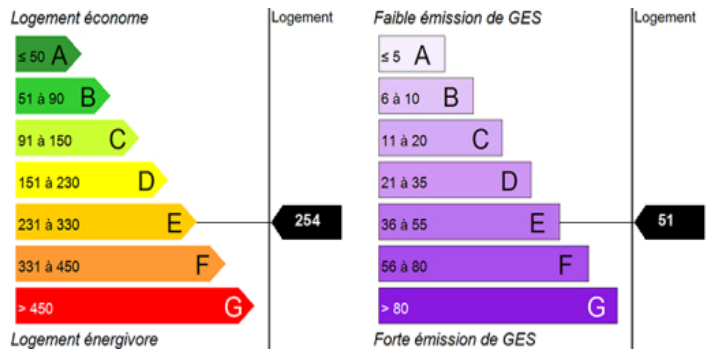 Logement économe
Logement
≤ 50 A
51 à 90 B
91 à 150 C
151 à 230 D
231 à 330 E
254
331 à 450 F
> 450 G
Logement énergivore
Faible émission de GES
Logement
≤ 5 A
6 à 10 B
11 à 20 C
21 à 35 D
36 à 55 E
51
56 à 80 F
> 80 G
Forte émission de GES